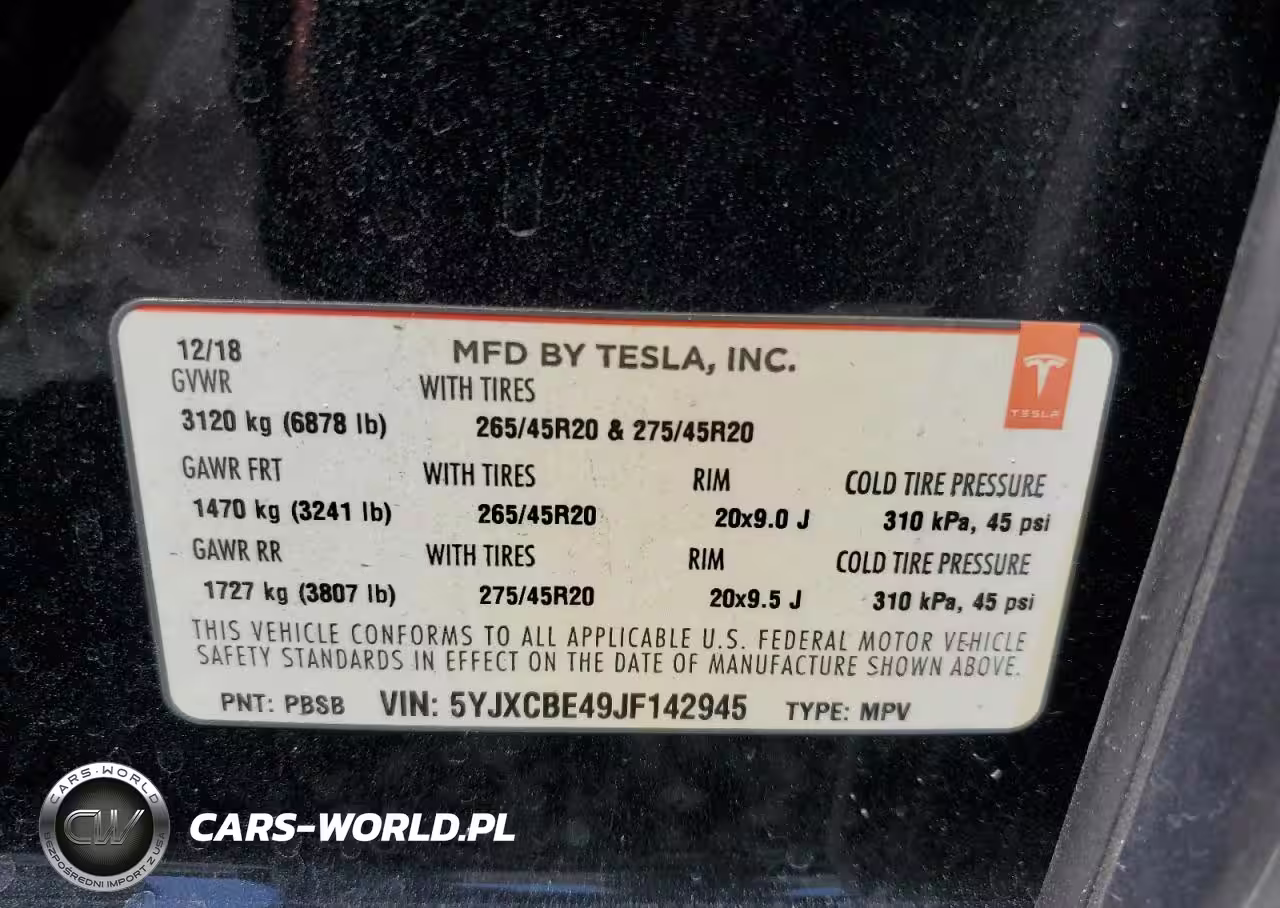 12/18 MFD BY TESLA, INC.
GVWR WITH TIRES
3120 kg (6878 lb) 265/45R20 & 275/45R20
TESLA
GAWR FRT WITH TIRES RIM COLD TIRE PRESSURE
1470 kg (3241 lb) 265/45R20 20x9.0 J 310 kPa, 45 psi
GAWR RR WITH TIRES RIM COLD TIRE PRESSURE
1727 kg (3807 lb) 275/45R20 20x9.5 J 310 kPa, 45 psi
THIS VEHICLE CONFORMS TO ALL APPLICABLE U.S. FEDERAL MOTOR VEHICLE
SAFETY STANDARDS IN EFFECT ON THE DATE OF MANUFACTURE SHOWN ABOVE.
PNT: PBSB VIN: 5YJXCBE49JF142945 TYPE: MPV
CARS-WORLD
CW
BEZPOŚREDNI IMPORT Z USA
CARS-WORLD.PL